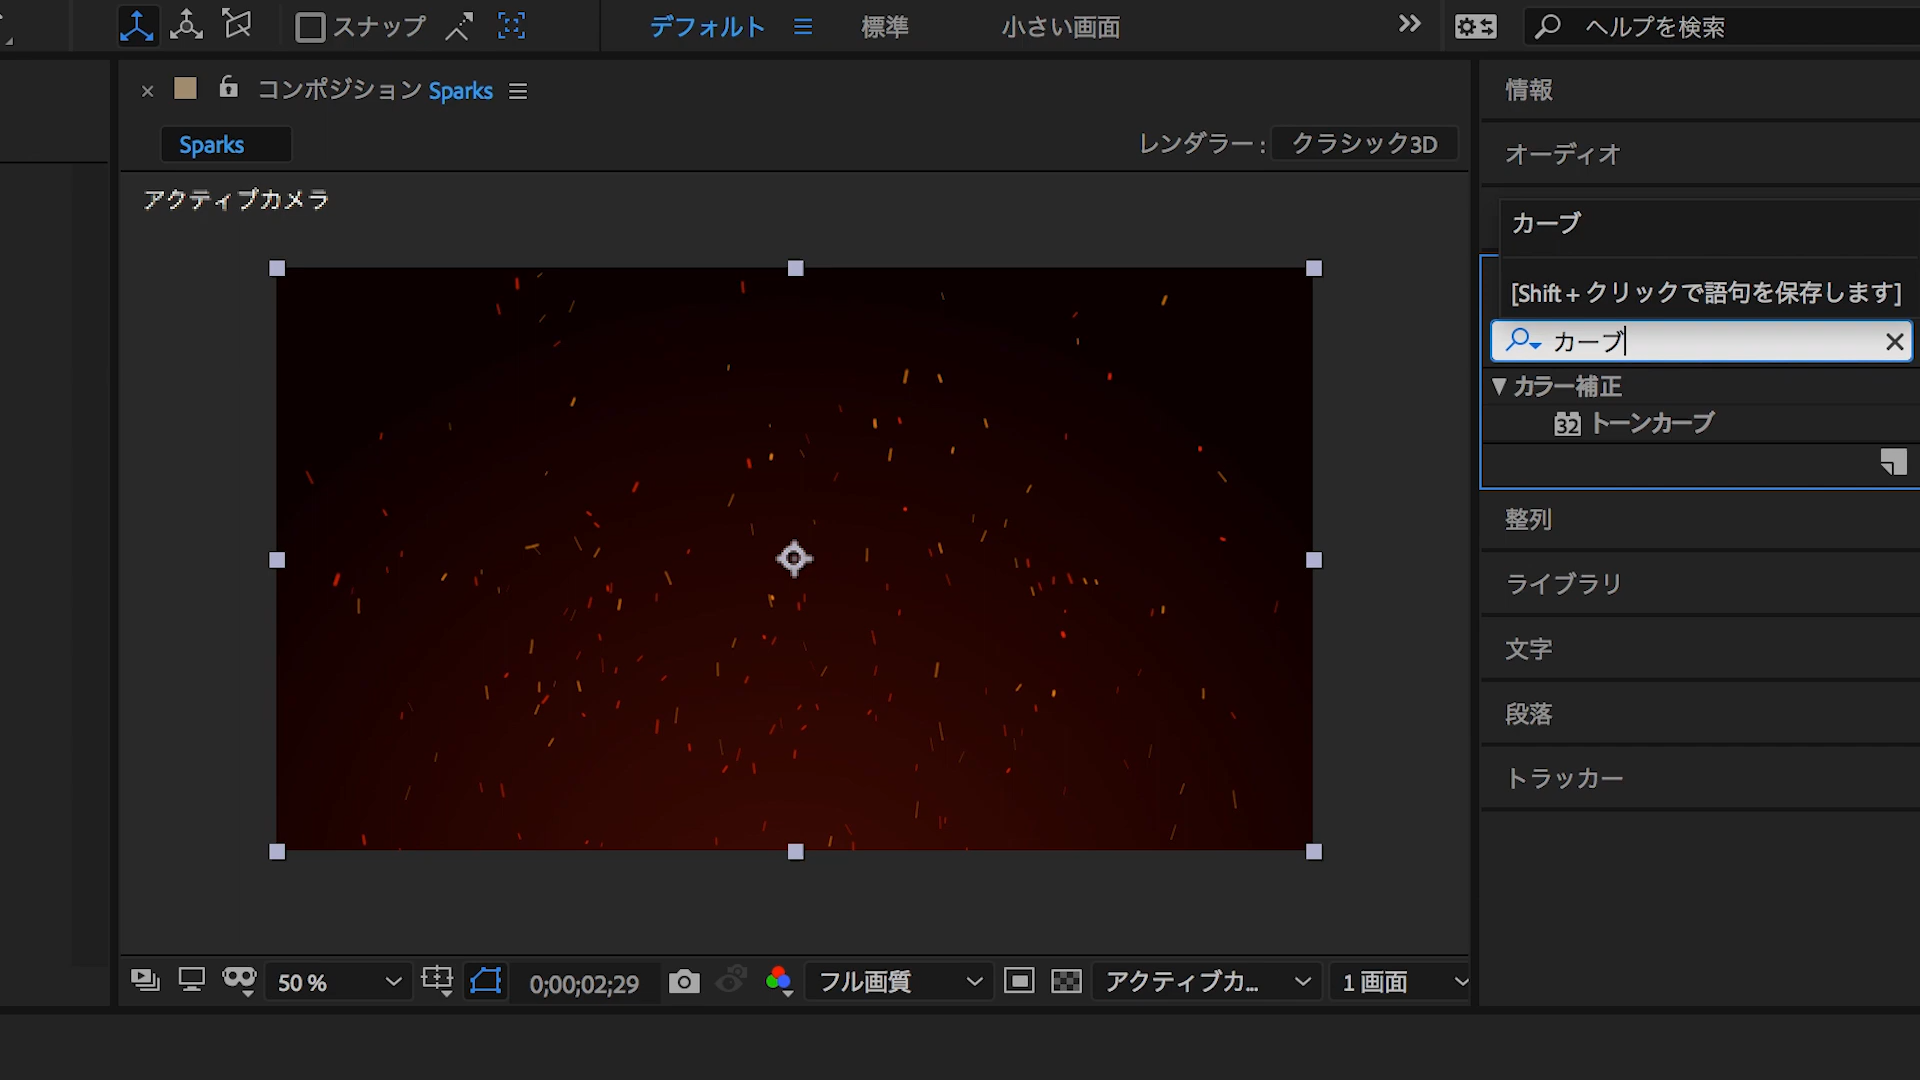 スナップ
デフォルト
標準
小さい画面
ヘルプを検索
コンポジション Sparks
Sparks
レンダラー :
クラシック3D
アクティブカメラ
情報
オーディオ
カーブ
[Shift + クリックで語句を保存します]
カーブ
カラー補正
32 トーンカーブ
整列
ライブラリ
文字
段落
トラッカー
50 %
0;00;02;29
フル画質
アクティブカ...
1 画面